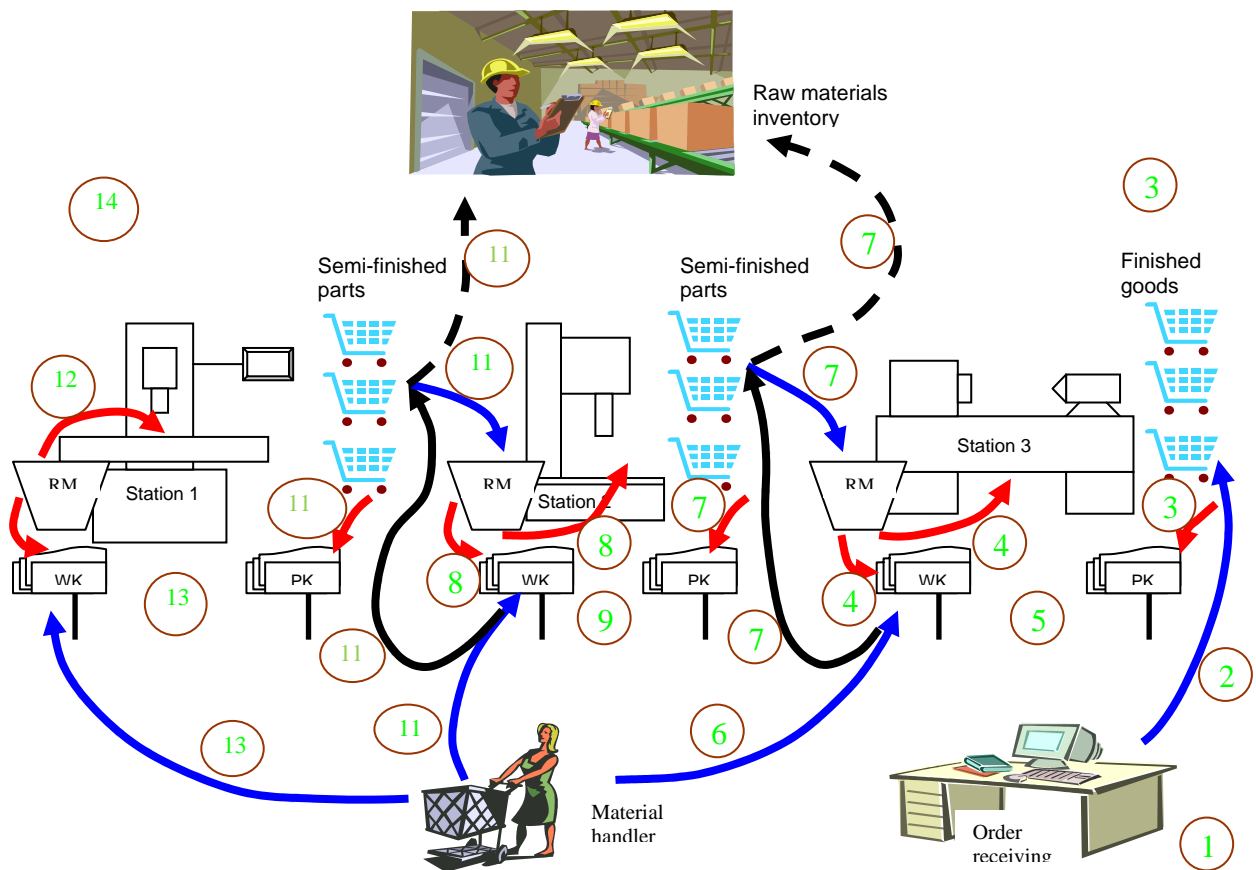 Raw materials
inventory
14
3
11
7
Semi-finished
parts
Semi-finished
parts
Finished
goods
12
11
7
RM
Station 1
RM
Station 2
RM
Station 3
11
7
3
8
4
WK
PK
8
WK
PK
4
WK
PK
13
9
5
11
7
2
13
11
6
Material
handler
Order
receiving
1